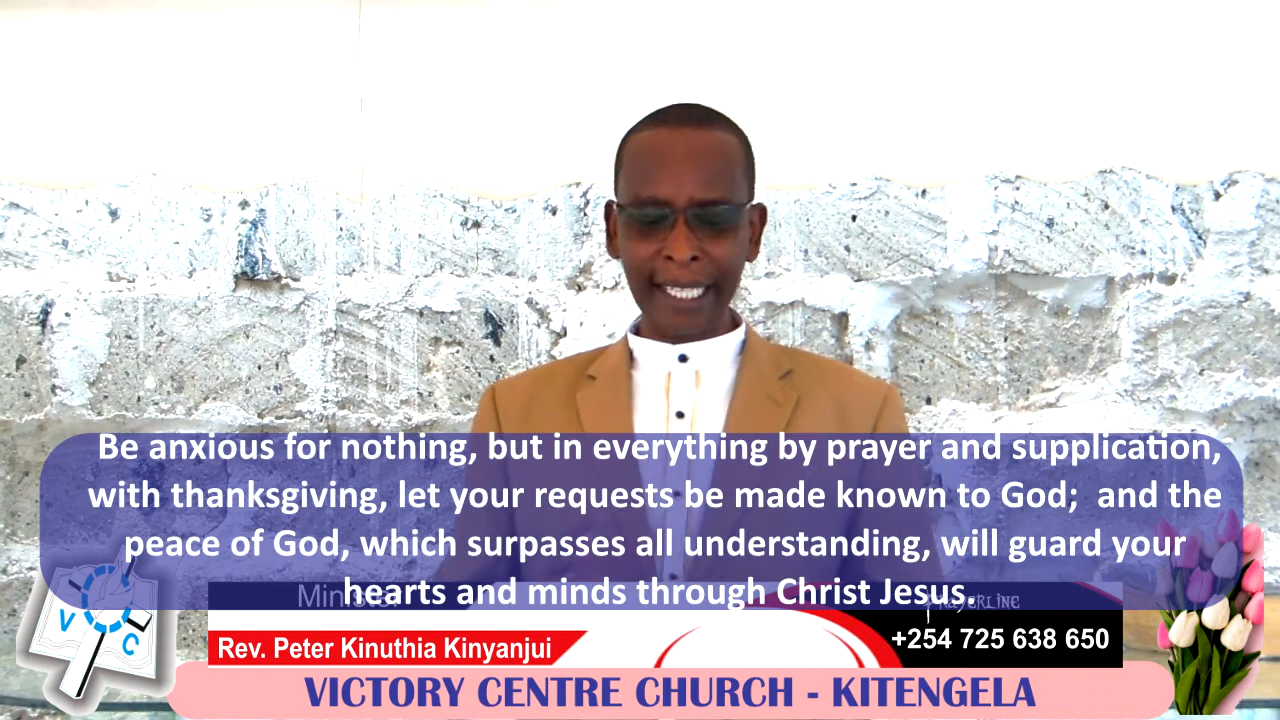 Be anxious for nothing, but in everything by prayer and supplication,
with thanksgiving, let your requests be made known to God;  and the
peace of God, which surpasses all understanding, will guard your
hearts and minds through Christ Jesus.
Minister
PRAYERLINE
Rev. Peter Kinuthia Kinyanjui
+254 725 638 650
V C
VICTORY CENTRE CHURCH - KITENGELA